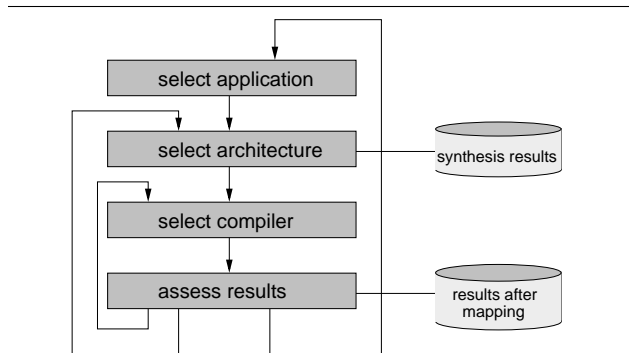 select application
select architecture
synthesis results
select compiler
assess results
results after
mapping